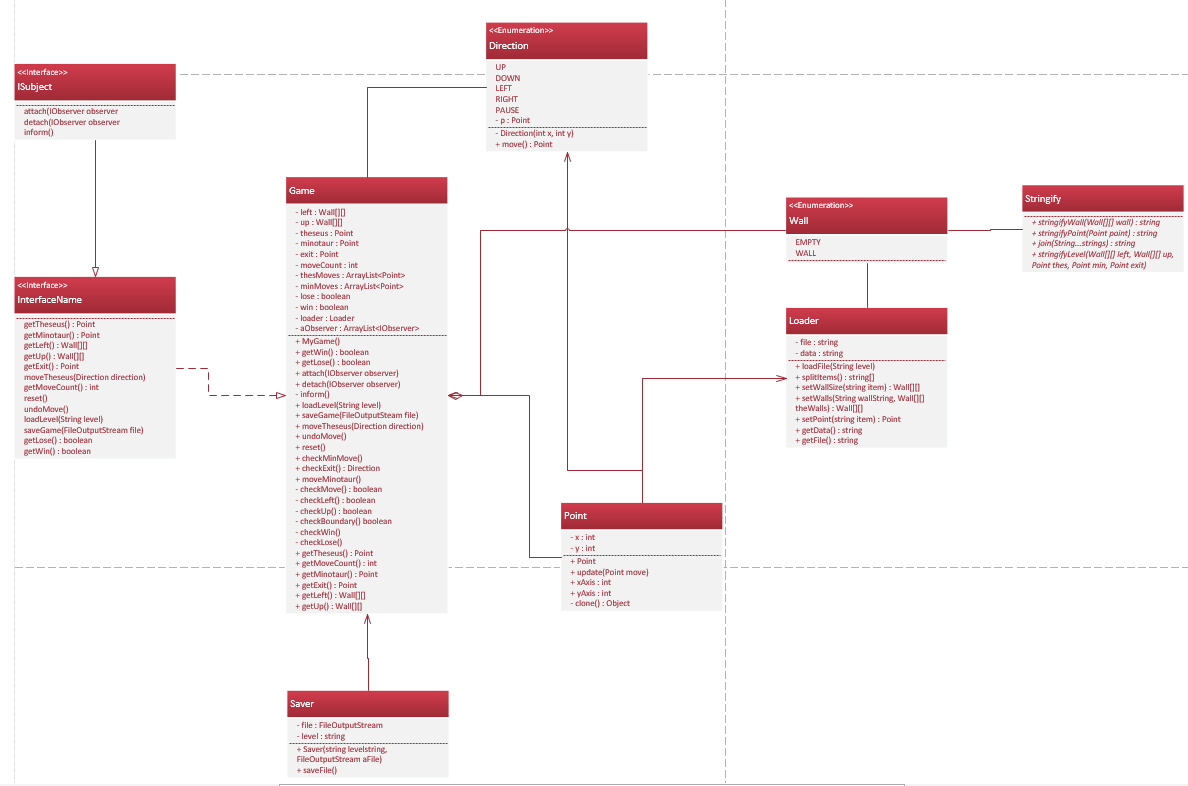 <<Enumeration>>
Direction
UP
DOWN
LEFT
RIGHT
PAUSE
- p : Point
- Direction(int x, int y)
+ move() : Point
<<Interface>>
ISubject
attach(IObserver observer
detach(IObserver observer
inform()
Game
- left : Wall[][]
- up : Wall[][]
- theseus : Point
- minotaur : Point
- exit : Point
- moveCount : int
- thesMoves : ArrayList<Point>
- minMoves : ArrayList<Point>
- lose : boolean
- win : boolean
- loader : Loader
- aObserver : ArrayList<IObserver>
+ MyGame()
+ getWin() : boolean
+ getLose() : boolean
+ attach(IObserver observer)
+ detach(IObserver observer)
- inform()
+ loadLevel(String level)
+ saveGame(FileOutputSteam file)
+ moveTheseus(Direction direction)
+ undoMove()
+ reset()
+ checkMinMove()
+ checkExit() : Direction
+ moveMinotaur()
- checkMove() : boolean
- checkLeft() : boolean
- checkUp() : boolean
- checkBoundary() boolean
- checkWin()
- checkLose()
+ getTheseus() : Point
+ getMoveCount() : int
+ getMinotaur() : Point
+ getExit() : Point
+ getLeft() : Wall[][]
+ getUp() : Wall[][]
<<Enumeration>>
Wall
EMPTY
WALL
Stringify
+ stringifyWall(Wall[][] wall) : string
+ stringifyPoint(Point point) : string
+ join(String...strings) : string
+ stringifyLevel(Wall[][] left, Wall[][] up,
Point thes, Point min, Point exit)
<<Interface>>
InterfaceName
getTheseus() : Point
getMinotaur() : Point
getLeft() : Wall[][]
getUp() : Wall[][]
getExit() : Point
moveTheseus(Direction direction)
getMoveCount() : int
reset()
undoMove()
loadLevel(String level)
saveGame(FileOutputStream file)
getLose() : boolean
getWin() : boolean
Loader
- file : string
- data : string
+ loadFile(String level)
+ splitItems() : string[]
+ setWallSize(string item) : Wall[][]
+ setWalls(String wallString, Wall[][]
theWalls) : Wall[][]
+ setPoint(string item) : Point
+ getData() : string
+ getFile() : string
Point
- x : int
- y : int
+ Point
+ update(Point move)
+ xAxis : int
+ yAxis : int
- clone() : Object
Saver
- file : FileOutputStream
- level : string
+ Saver(string levelstring,
FileOutputStream aFile)
+ saveFile()